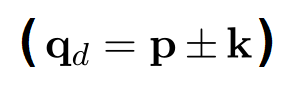 (q_d = p ± k)